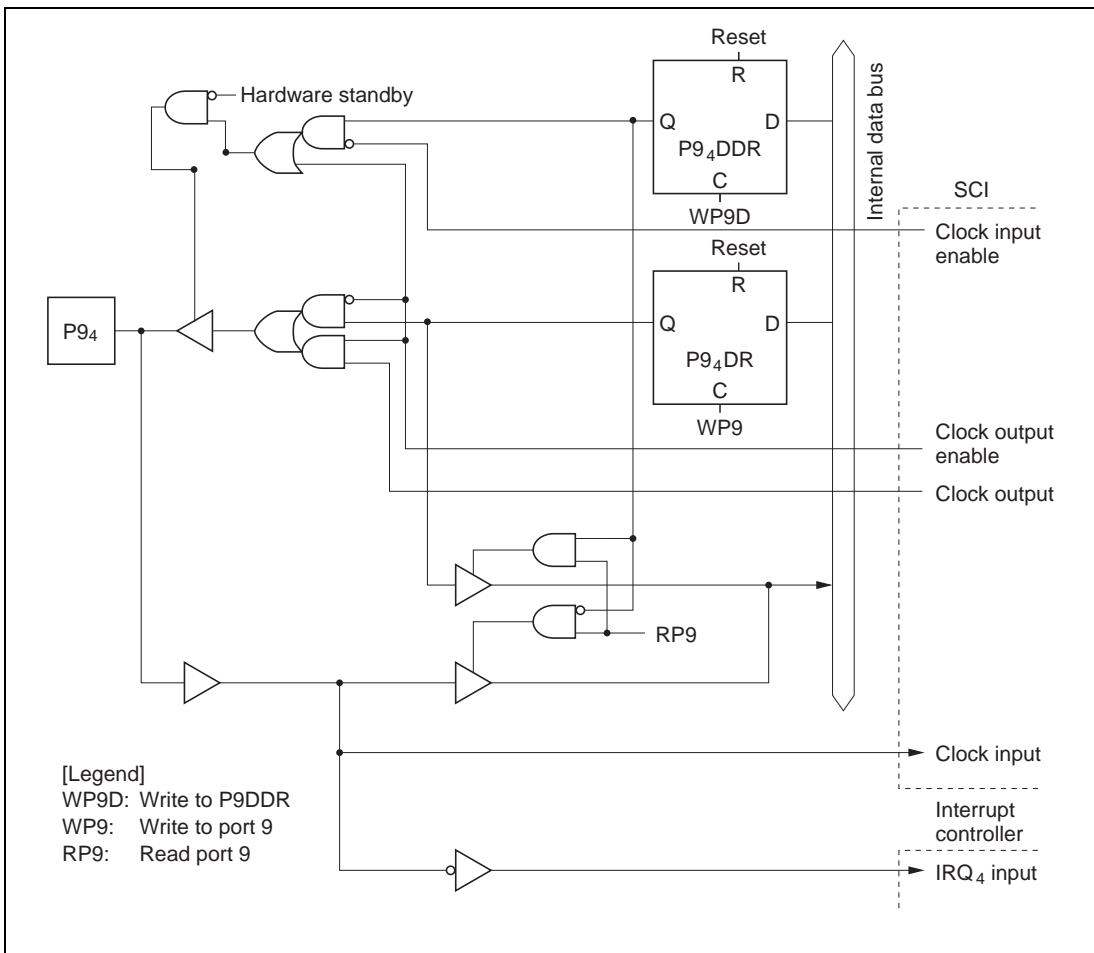 Reset
R
Hardware standby
Q
D
P9₄DDR
C
WP9D
Internal data bus
SCI
Clock input
enable
Reset
R
P9₄
Q
D
P9₄DR
C
WP9
Clock output
enable
Clock output
RP9
Clock input
[Legend]
WP9D: Write to P9DDR
WP9: Write to port 9
RP9: Read port 9
Interrupt
controller
IRQ₄ input